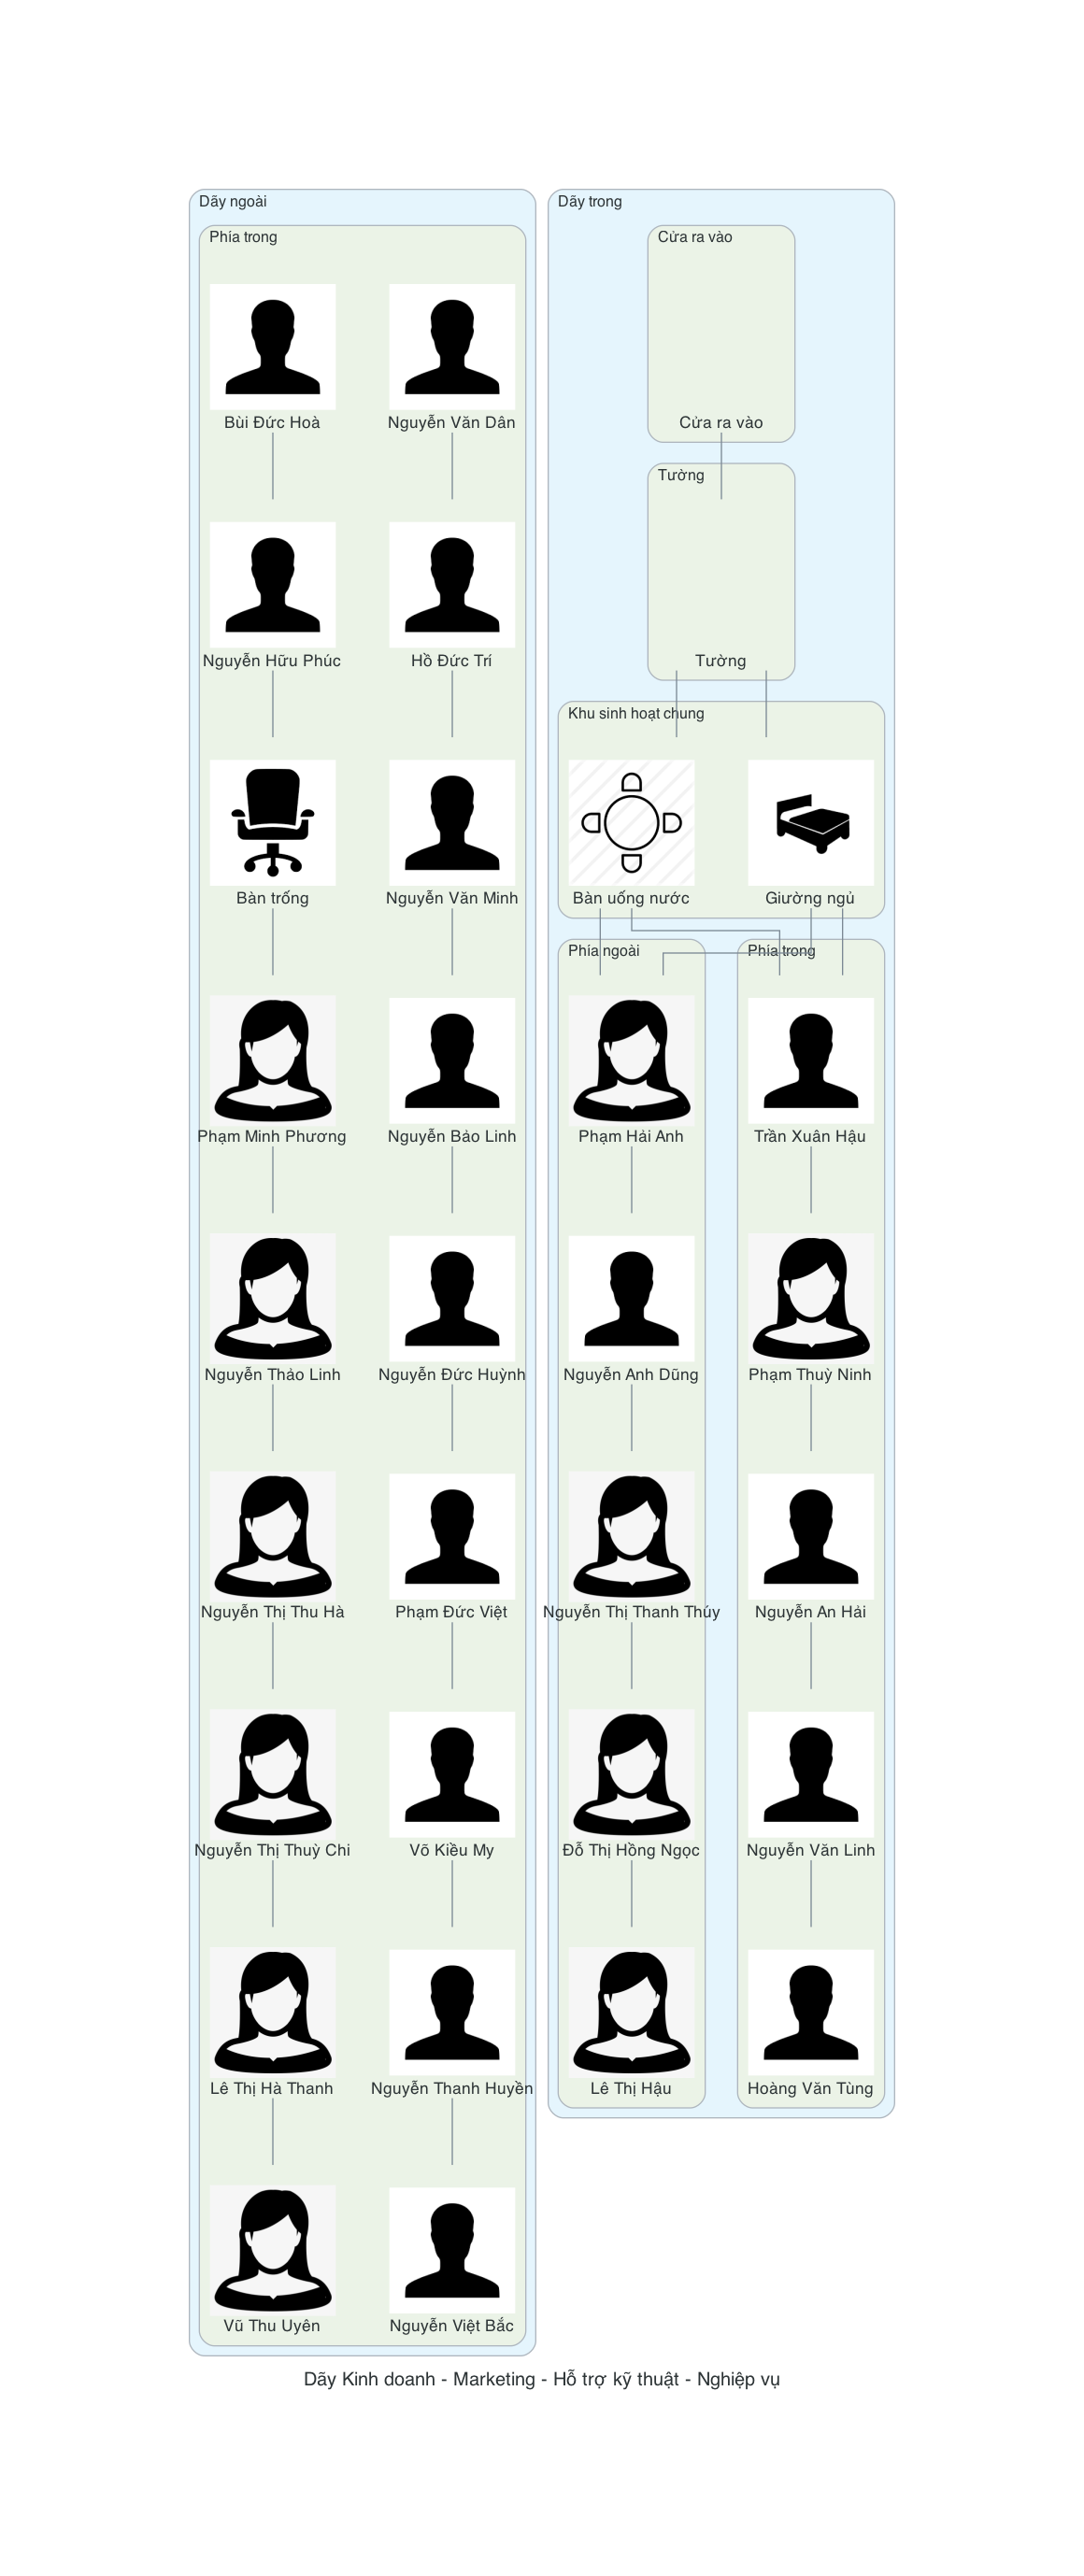 Dãy ngoài
Phía trong
Bùi Đức Hoà
Nguyễn Văn Dân
Nguyễn Hữu Phúc
Hồ Đức Trí
Bàn trống
Nguyễn Văn Minh
Phạm Minh Phương
Nguyễn Bảo Linh
Nguyễn Thảo Linh
Nguyễn Đức Huỳnh
Nguyễn Thị Thu Hà
Phạm Đức Việt
Nguyễn Thị Thuỳ Chi
Võ Kiều My
Lê Thị Hà Thanh
Nguyễn Thanh Huyền
Vũ Thu Uyên
Nguyễn Việt Bắc
Dãy trong
Cửa ra vào
Cửa ra vào
Tường
Tường
Khu sinh hoạt chung
Bàn uống nước
Giường ngủ
Phía ngoài
Phía trong
Phạm Hải Anh
Trần Xuân Hậu
Nguyễn Anh Dũng
Phạm Thuỳ Ninh
Nguyễn Thị Thanh Thúy
Nguyễn An Hải
Đỗ Thị Hồng Ngọc
Nguyễn Văn Linh
Lê Thị Hậu
Hoàng Văn Tùng
Dãy Kinh doanh - Marketing - Hỗ trợ kỹ thuật - Nghiệp vụ